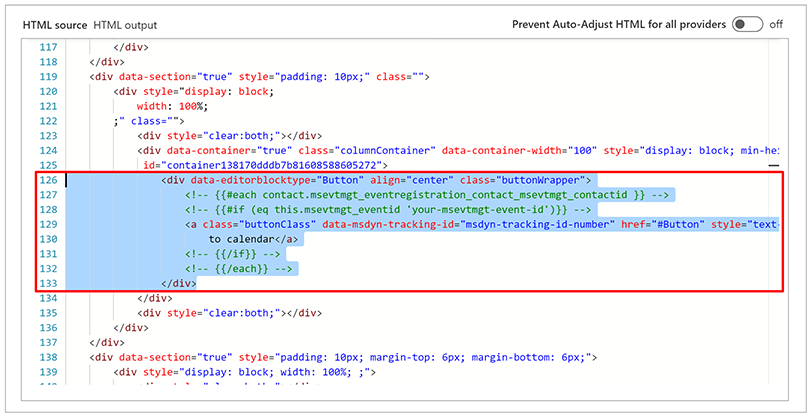 HTML source HTML output Prevent Auto-Adjust HTML for all providers off
117 </div>
118 </div>
119 <div data-section="true" style="padding: 10px;" class="">
120 <div style="display: block;
121 width: 100%;
122 ;" class="">
123 <div style="clear:both;"></div>
124 <div data-container="true" class="columnContainer" data-container-width="100" style="display: block; min-he
125 id="container138170dddb7b81608588605272">
126 <div data-editorblocktype="Button" align="center" class="buttonWrapper">
127 <!-- {{#each contact.msevtmgt_eventregistration_contact_msevtmgt_contactid }} -->
128 <!-- {{#if (eq this.msevtmgt_eventid 'your-msevtmgt-event-id')}} -->
129 <a class="buttonClass" data-msdyn-tracking-id="msdyn-tracking-id-number" href="#Button" style="text-
130 to calendar</a>
131 <!-- {{/if}} -->
132 <!-- {{/each}} -->
133 </div>
134 </div>
135 <div style="clear:both;"></div>
136 </div>
137 </div>
138 <div data-section="true" style="padding: 10px; margin-top: 6px; margin-bottom: 6px;">
139 <div style="display: block; width: 100%; ;">